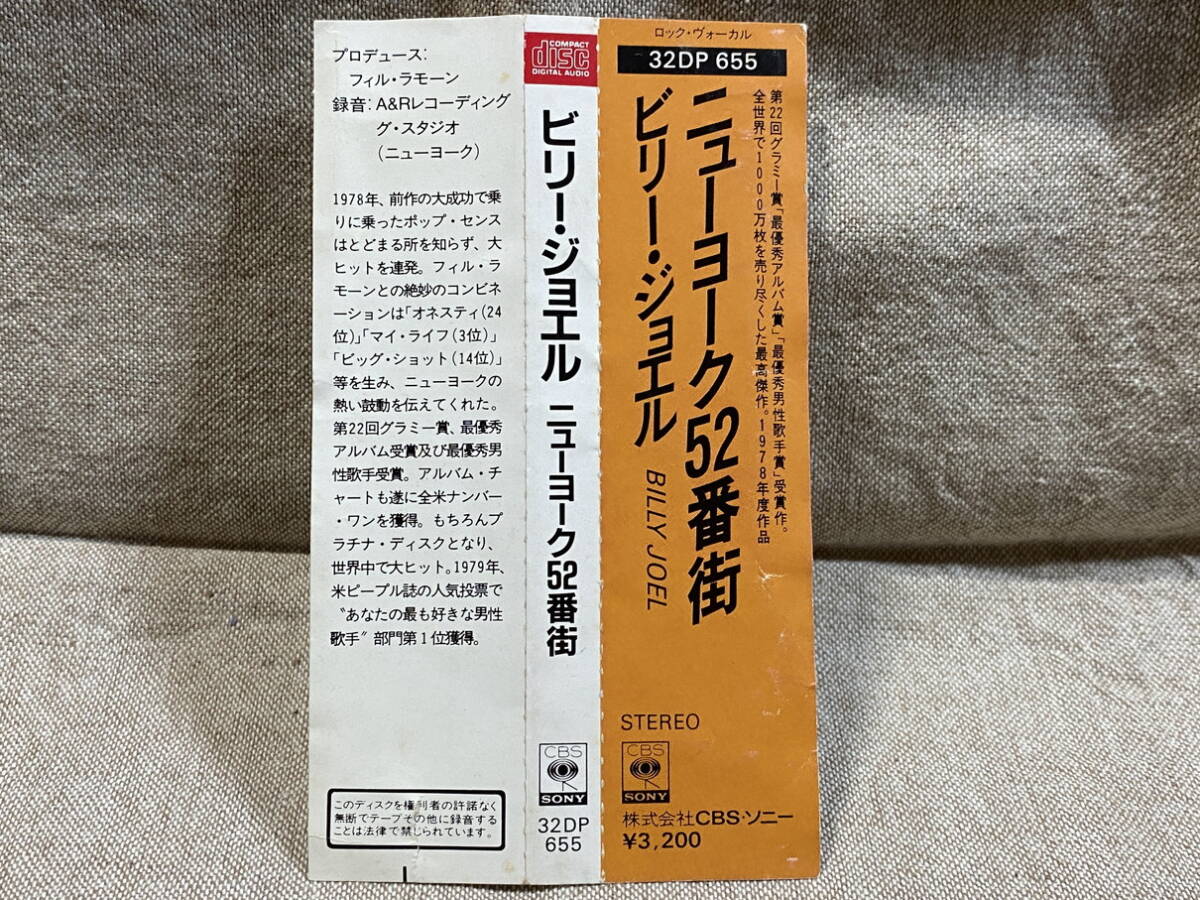 プロデュース:
フィル・ラモーン
録音: A&Rレコーディング
グ・スタジオ
(ニューヨーク)
1978年、前作の大成功で乗
りに乗ったポップ・センス
はとどまる所を知らず、大
ヒットを連発。フィル・ラ
モーンとの絶妙のコンビネ
ーションは「オネスティ(24
位)」「マイ・ライフ(3位)」
「ビッグ・ショット(14位)」
等を生み、ニューヨークの
熱い鼓動を伝えてくれた。
第22回グラミー賞、最優秀
アルバム受賞及び最優秀男
性歌手受賞。アルバム・チ
ャートも遂に全米ナンバー
・ワンを獲得。もちろんプ
ラチナ・ディスクとなり、
世界中で大ヒット。1979年、
米ピープル誌の人気投票で
〝あなたの最も好きな男性
歌手〟部門第1位獲得。
このディスクを権利者の許諾なく
無断でテープその他に録音する
ことは法律で禁じられています。
COMPACT
disc
DIGITAL AUDIO
ビリー・ジョエル ニューヨーク52番街
CBS
SONY
32DP
655
ロック・ヴォーカル
32DP 655
第22回グラミー賞「最優秀アルバム賞」「最優秀男性歌手賞」受賞作。
全世界で1000万枚を売り尽くした最高傑作。1978年度作品
ニューヨーク52番街
ビリー・ジョエル BILLY JOEL
STEREO
CBS
SONY
株式会社CBS・ソニー
¥3,200